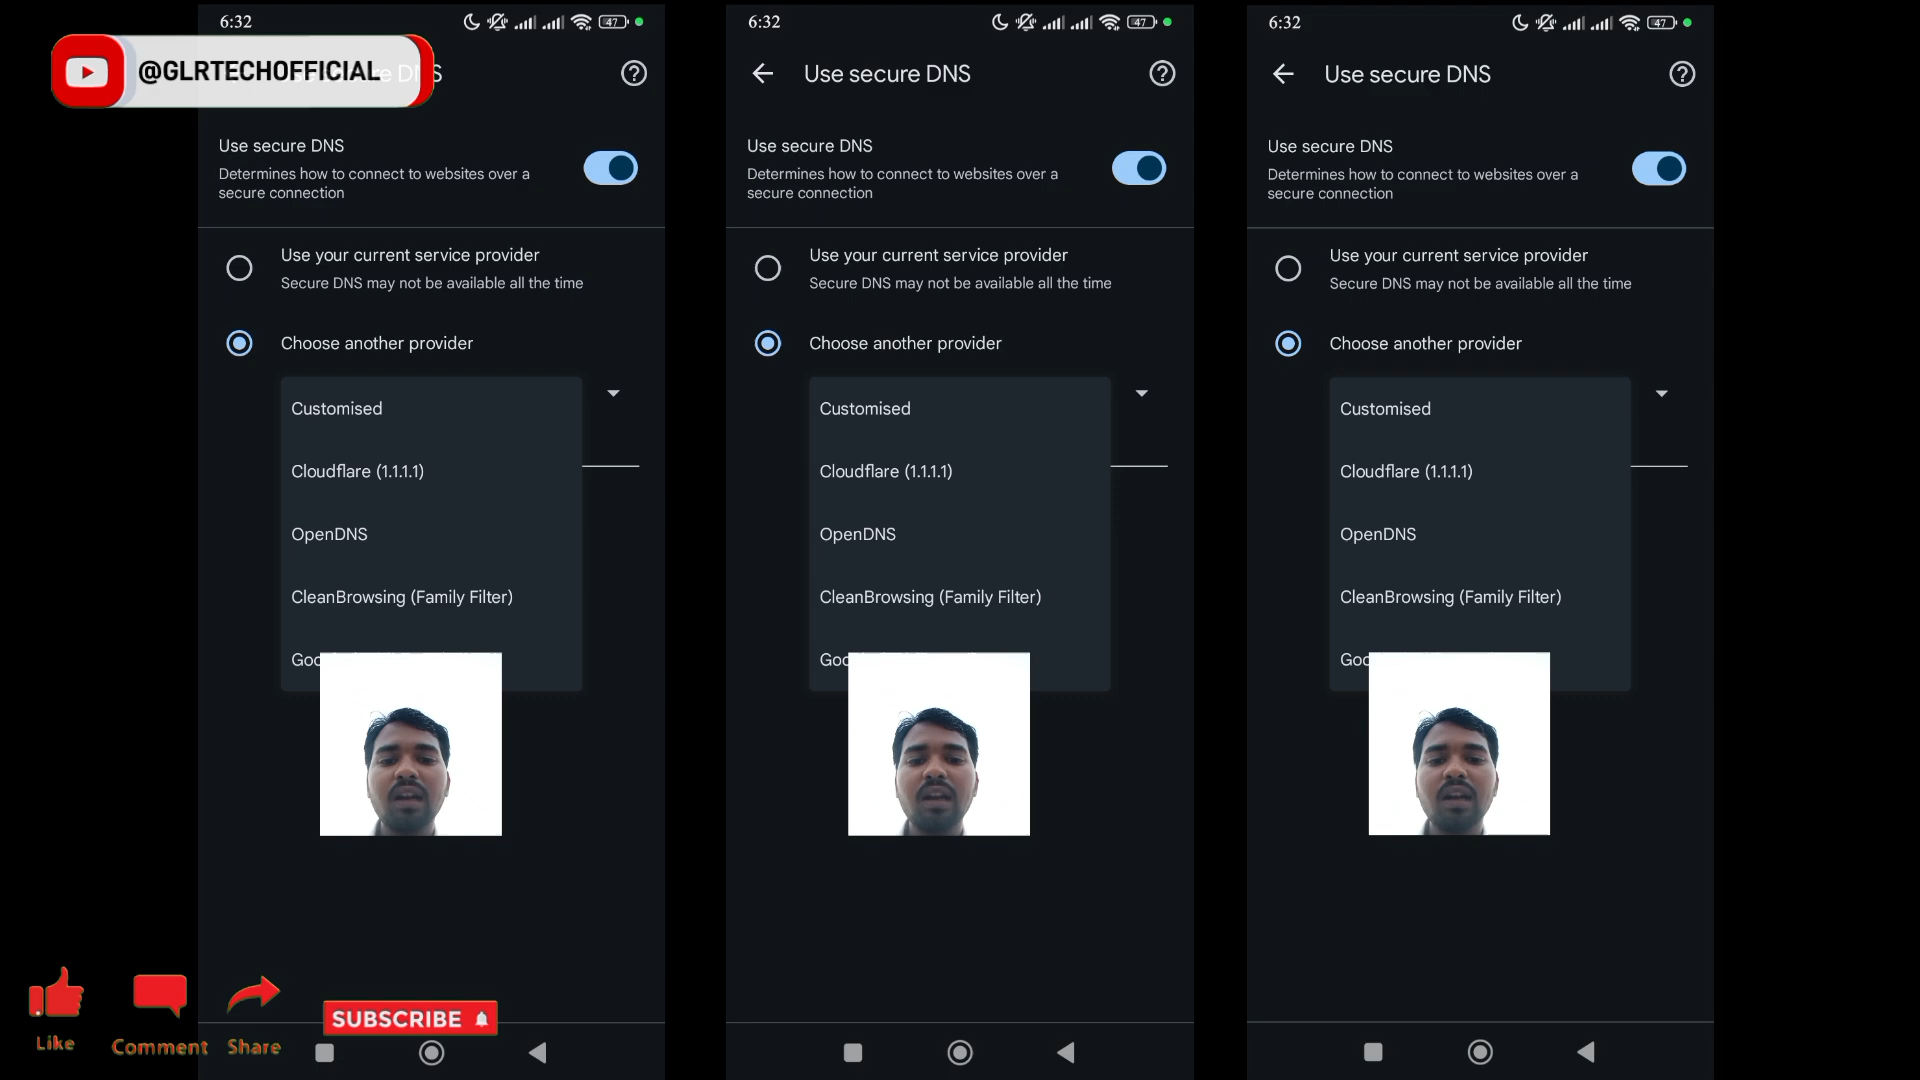 6:32
47
@GLRTECHOFFICIAL
Use secure DNS
Determines how to connect to websites over a
secure connection
Use your current service provider
Secure DNS may not be available all the time
Choose another provider
Customised
Cloudflare (1.1.1.1)
OpenDNS
CleanBrowsing (Family Filter)
Like
Comment
Share
SUBSCRIBE
6:32
47
Use secure DNS
Use secure DNS
Determines how to connect to websites over a
secure connection
Use your current service provider
Secure DNS may not be available all the time
Choose another provider
Customised
Cloudflare (1.1.1.1)
OpenDNS
CleanBrowsing (Family Filter)
6:32
47
Use secure DNS
Use secure DNS
Determines how to connect to websites over a
secure connection
Use your current service provider
Secure DNS may not be available all the time
Choose another provider
Customised
Cloudflare (1.1.1.1)
OpenDNS
CleanBrowsing (Family Filter)